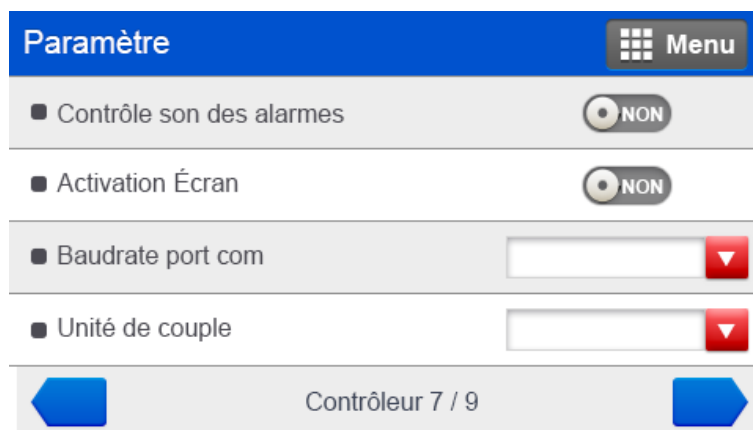 Paramètre
Menu
Contrôle son des alarmes
NON
Activation Écran
NON
Baudrate port com
Unité de couple
Contrôleur 7 / 9